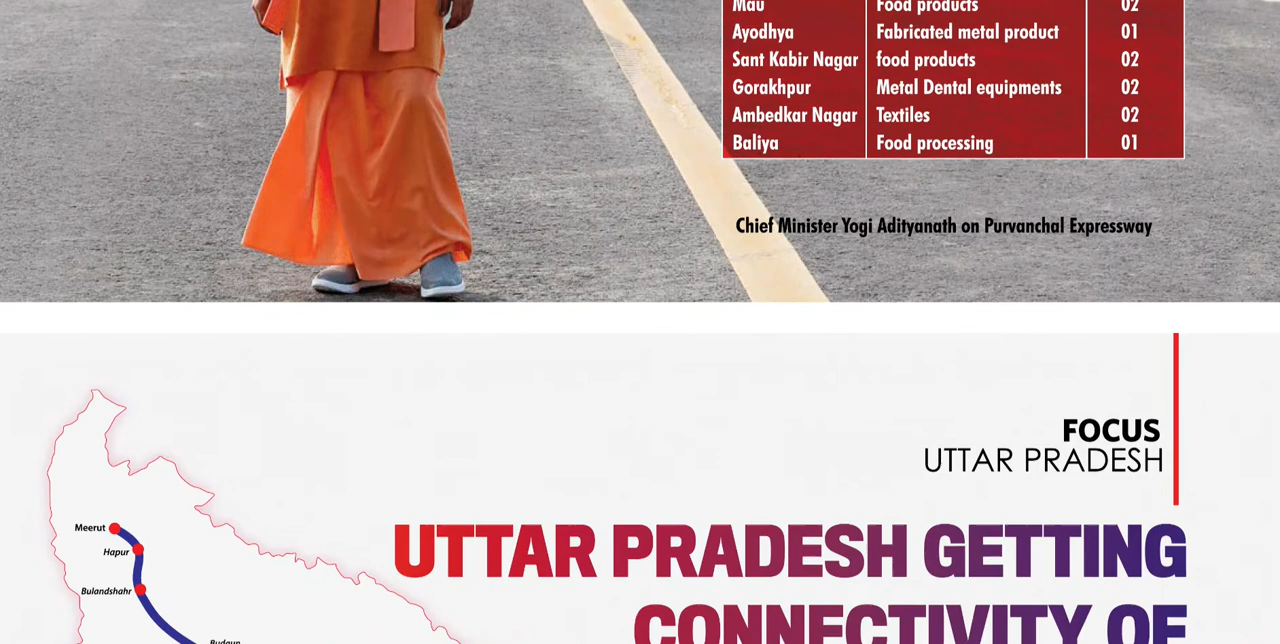 Mau Food products 02
Ayodhya Fabricated metal product 01
Sant Kabir Nagar food products 02
Gorakhpur Metal Dental equipments 02
Ambedkar Nagar Textiles 02
Baliya Food processing 01
Chief Minister Yogi Adityanath on Purvanchal Expressway
FOCUS
UTTAR PRADESH
Meerut
Hapur
Bulandshahr
Budaun
UTTAR PRADESH GETTING
CONNECTIVITY OF